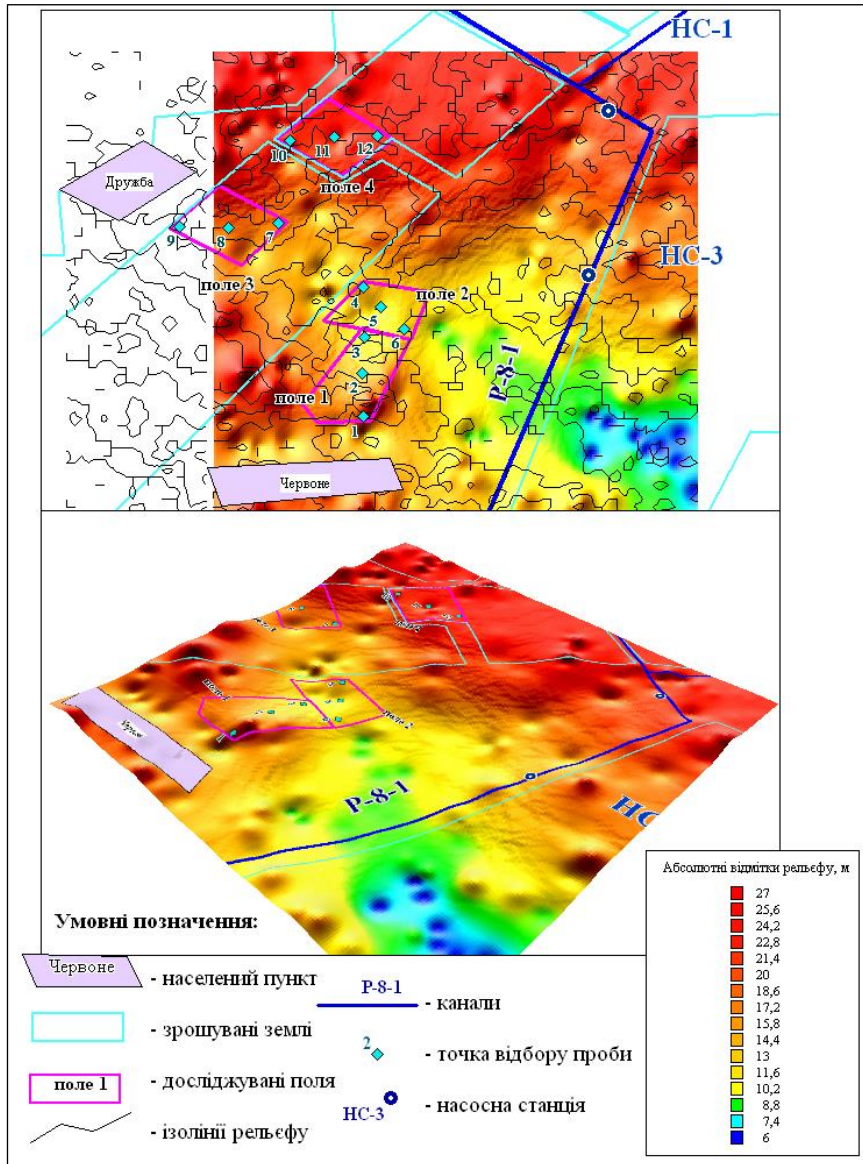 НС-1
Дружба
10
11
12
поле 4
9
8
7
поле 3
НС-3
4
поле 2
5
6
3
Р-8-1
2
поле 1
1
Червоне
поле 2
Р-8-1
НС
Умовні позначення:
Червоне - населений пункт
- зрошувані землі
поле 1 - досліджувані поля
- ізолінії рельєфу
Р-8-1 - канали
2 - точка відбору проби
НС-3 - насосна станція
Абсолютні відмітки рельєфу, м
27
25,6
24,2
22,8
21,4
20
18,6
17,2
15,8
14,4
13
11,6
10,2
8,8
7,4
6